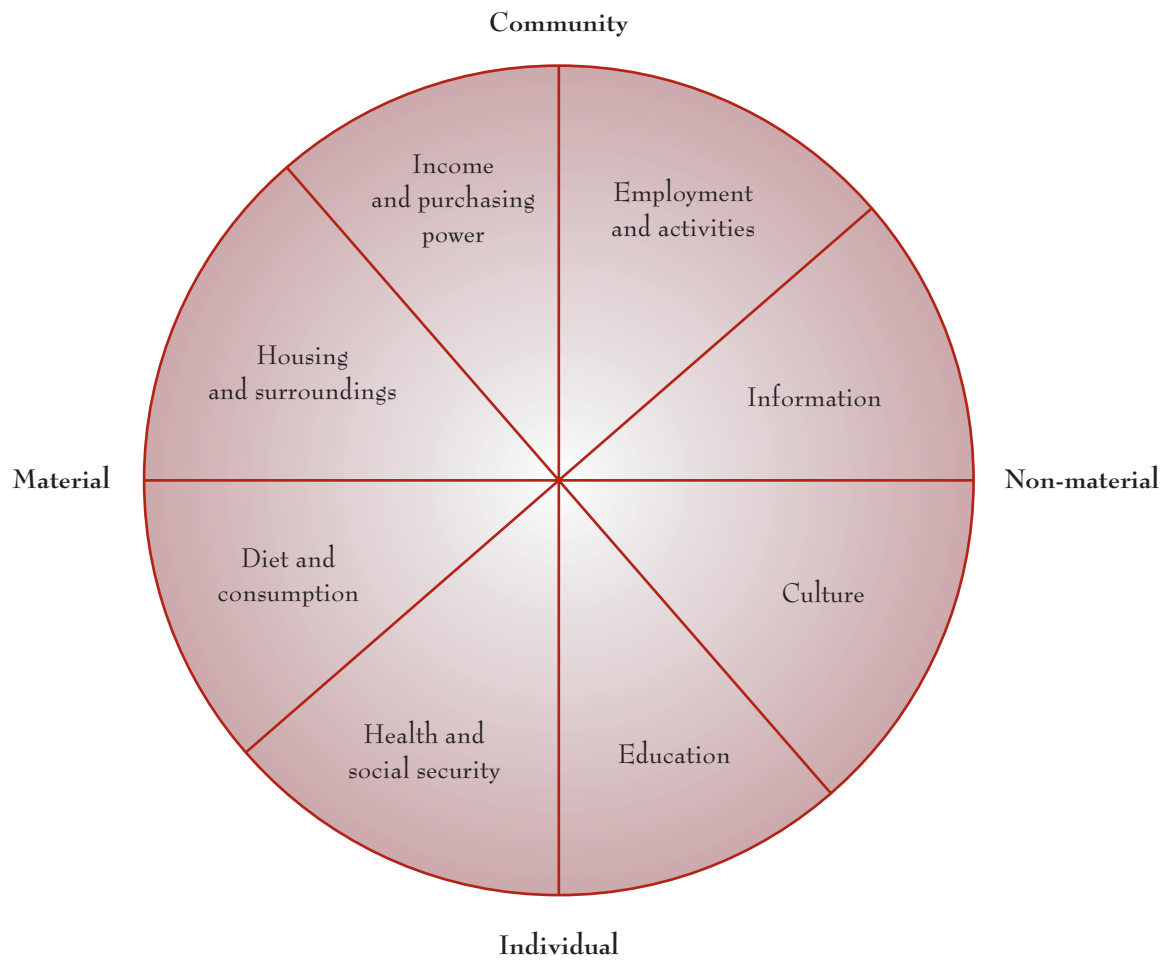 Community
Income
and purchasing
power
Employment
and activities
Housing
and surroundings
Information
Material
Non-material
Diet and
consumption
Culture
Health and
social security
Education
Individual